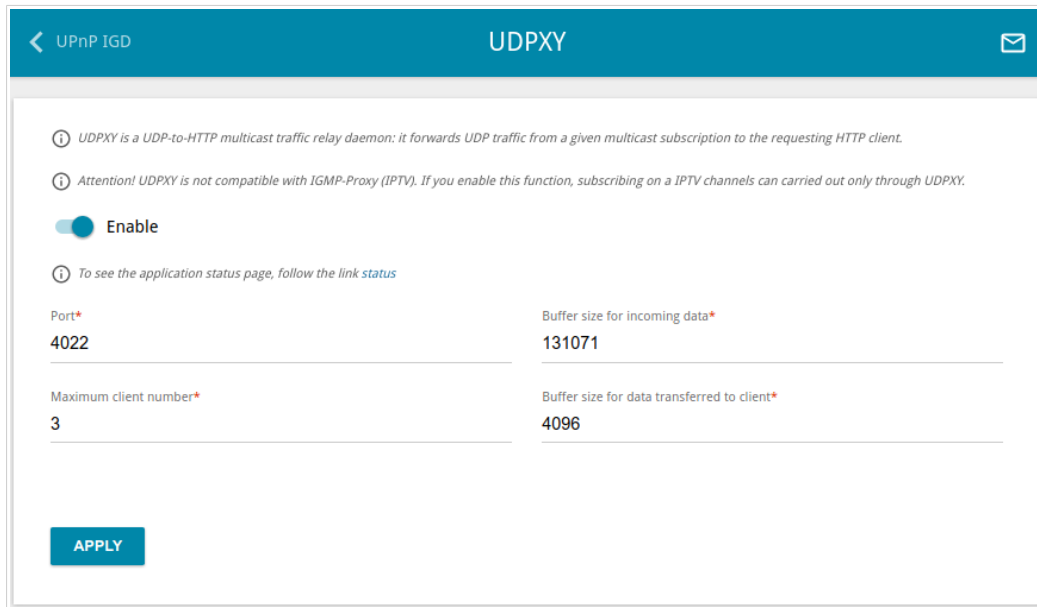 UPnP IGD
UDPXY
UDPXY is a UDP-to-HTTP multicast traffic relay daemon: it forwards UDP traffic from a given multicast subscription to the requesting HTTP client.
Attention! UDPXY is not compatible with IGMP-Proxy (IPTV). If you enable this function, subscribing on a IPTV channels can carried out only through UDPXY.
Enable
To see the application status page, follow the link status
Port*
Buffer size for incoming data*
4022
131071
Maximum client number*
Buffer size for data transferred to client*
3
4096
APPLY